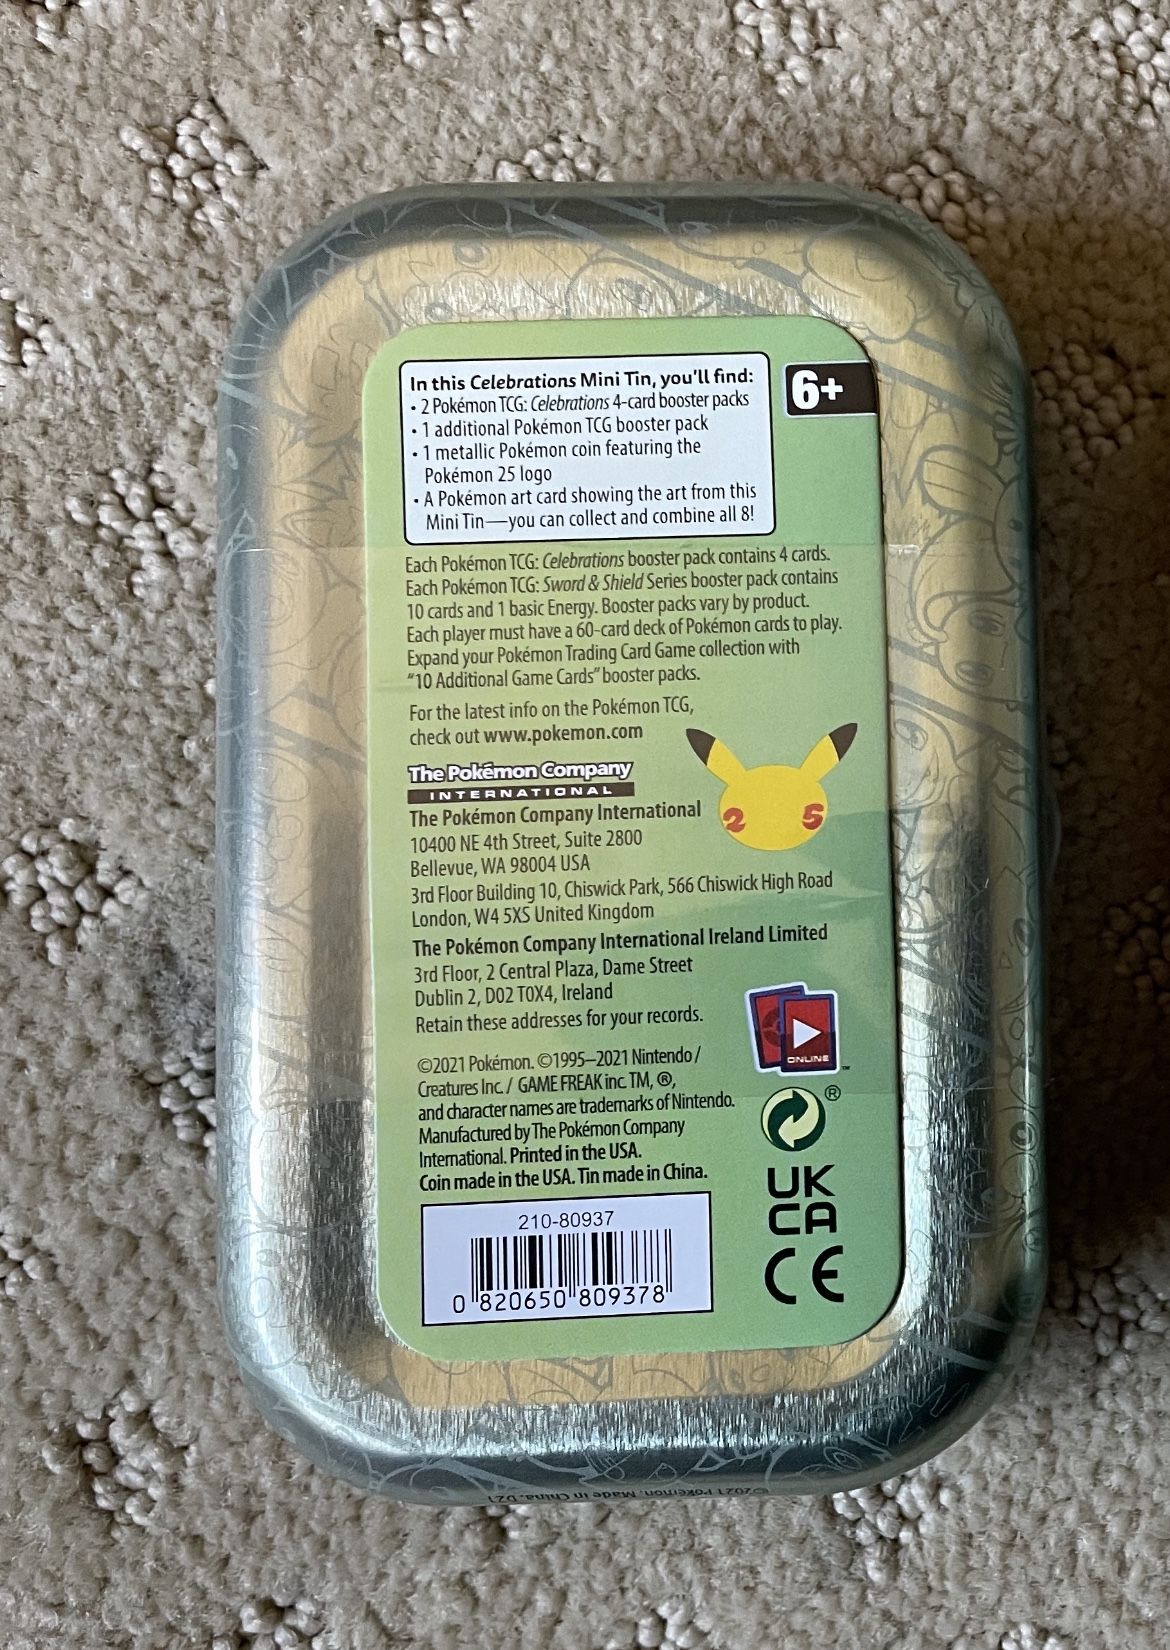 In this Celebrations Mini Tin, you'll find:
• 2 Pokémon TCG: Celebrations 4-card booster packs
• 1 additional Pokémon TCG booster pack
• 1 metallic Pokémon coin featuring the
Pokémon 25 logo
• A Pokémon art card showing the art from this
Mini Tin—you can collect and combine all 8!
6+
Each Pokémon TCG: Celebrations booster pack contains 4 cards.
Each Pokémon TCG: Sword & Shield Series booster pack contains
10 cards and 1 basic Energy. Booster packs vary by product.
Each player must have a 60-card deck of Pokémon cards to play.
Expand your Pokémon Trading Card Game collection with
"10 Additional Game Cards" booster packs.
For the latest info on the Pokémon TCG,
check out www.pokemon.com
The Pokémon Company
INTERNATIONAL
2 5
The Pokémon Company International
10400 NE 4th Street, Suite 2800
Bellevue, WA 98004 USA
3rd Floor Building 10, Chiswick Park, 566 Chiswick High Road
London, W4 5XS United Kingdom
The Pokémon Company International Ireland Limited
3rd Floor, 2 Central Plaza, Dame Street
Dublin 2, D02 T0X4, Ireland
Retain these addresses for your records.
ONLINE ™
©2021 Pokémon. ©1995–2021 Nintendo /
Creatures Inc. / GAME FREAK inc. TM, ®,
and character names are trademarks of Nintendo.
Manufactured by The Pokémon Company
International. Printed in the USA.
Coin made in the USA. Tin made in China.
®
UK
CA
CE
210-80937
0 820650 809378
©2021 Pokémon. Made in China. D21